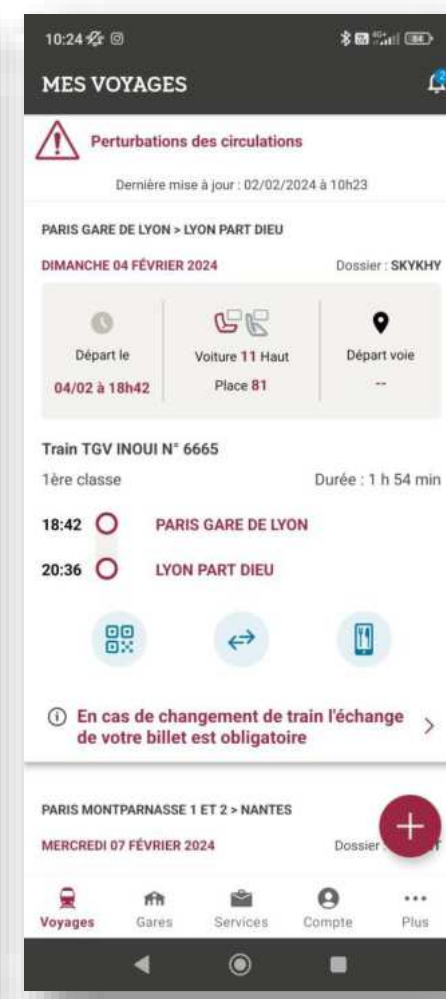 10:24
4G+
84
MES VOYAGES
2
Perturbations des circulations
Dernière mise à jour : 02/02/2024 à 10h23
PARIS GARE DE LYON > LYON PART DIEU
DIMANCHE 04 FÉVRIER 2024 Dossier : SKYKHY
Départ le
04/02 à 18h42
Voiture 11 Haut
Place 81
Départ voie
--
Train TGV INOUI N° 6665
1ère classe Durée : 1 h 54 min
18:42 PARIS GARE DE LYON
20:36 LYON PART DIEU
En cas de changement de train l'échange
de votre billet est obligatoire
PARIS MONTPARNASSE 1 ET 2 > NANTES
MERCREDI 07 FÉVRIER 2024 Dossier
Voyages Gares Services Compte Plus